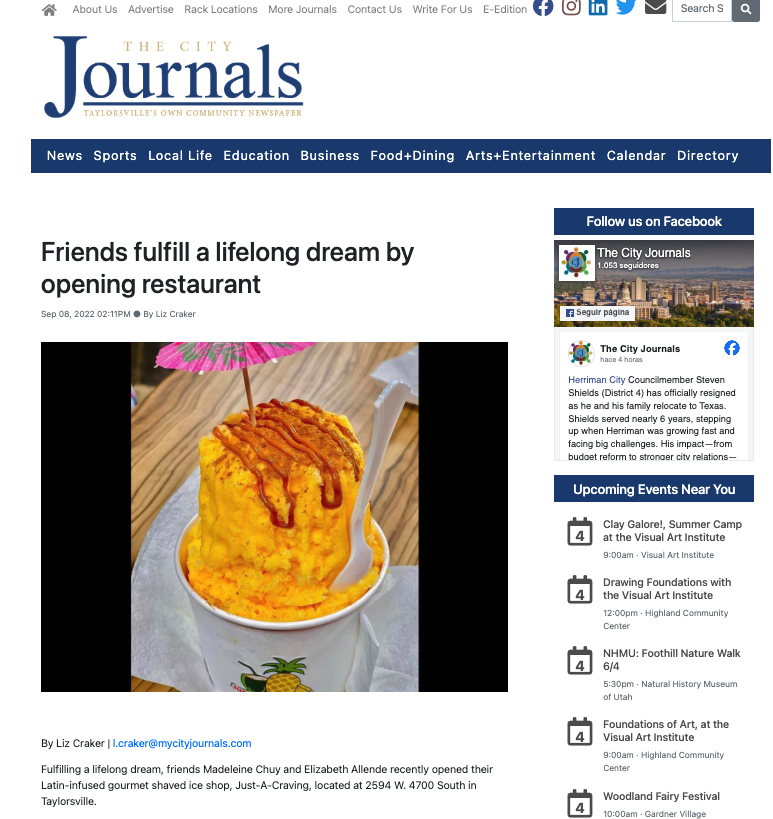 About Us Advertise Rack Locations More Journals Contact Us Write For Us E-Edition Search S
THE CITY
Journals
TAYLORSVILLE'S OWN COMMUNITY NEWSPAPER
News Sports Local Life Education Business Food+Dining Arts+Entertainment Calendar Directory
Friends fulfill a lifelong dream by
opening restaurant
Sep 08, 2022 02:11PM ● By Liz Craker
By Liz Craker | l.craker@mycityjournals.com
Fulfilling a lifelong dream, friends Madeleine Chuy and Elizabeth Allende recently opened their
Latin-infused gourmet shaved ice shop, Just-A-Craving, located at 2594 W. 4700 South in
Taylorsville.
Follow us on Facebook
The City Journals
1.053 seguidores
Seguir página
The City Journals
hace 4 horas
Herriman City Councilmember Steven
Shields (District 4) has officially resigned
as he and his family relocate to Texas.
Shields served nearly 6 years, stepping
up when Herriman was growing fast and
facing big challenges. His impact—from
budget reform to stronger city relations—
Upcoming Events Near You
4
Clay Galore!, Summer Camp
at the Visual Art Institute
9:00am · Visual Art Institute
4
Drawing Foundations with
the Visual Art Institute
12:00pm · Highland Community
Center
4
NHMU: Foothill Nature Walk
6/4
5:30pm · Natural History Museum
of Utah
4
Foundations of Art, at the
Visual Art Institute
9:00am · Highland Community
Center
4
Woodland Fairy Festival
10:00am · Gardner Village